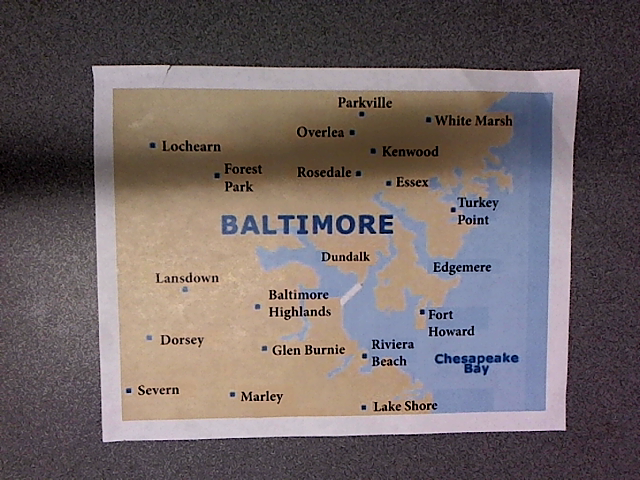 Parkville
White Marsh
Overlea
Lochearn
Kenwood
Forest
Park
Rosedale
Essex
Turkey
Point
BALTIMORE
Dundalk
Edgemere
Lansdown
Baltimore
Highlands
Fort
Howard
Dorsey
Glen Burnie
Riviera
Beach
Chesapeake
Bay
Severn
Marley
Lake Shore